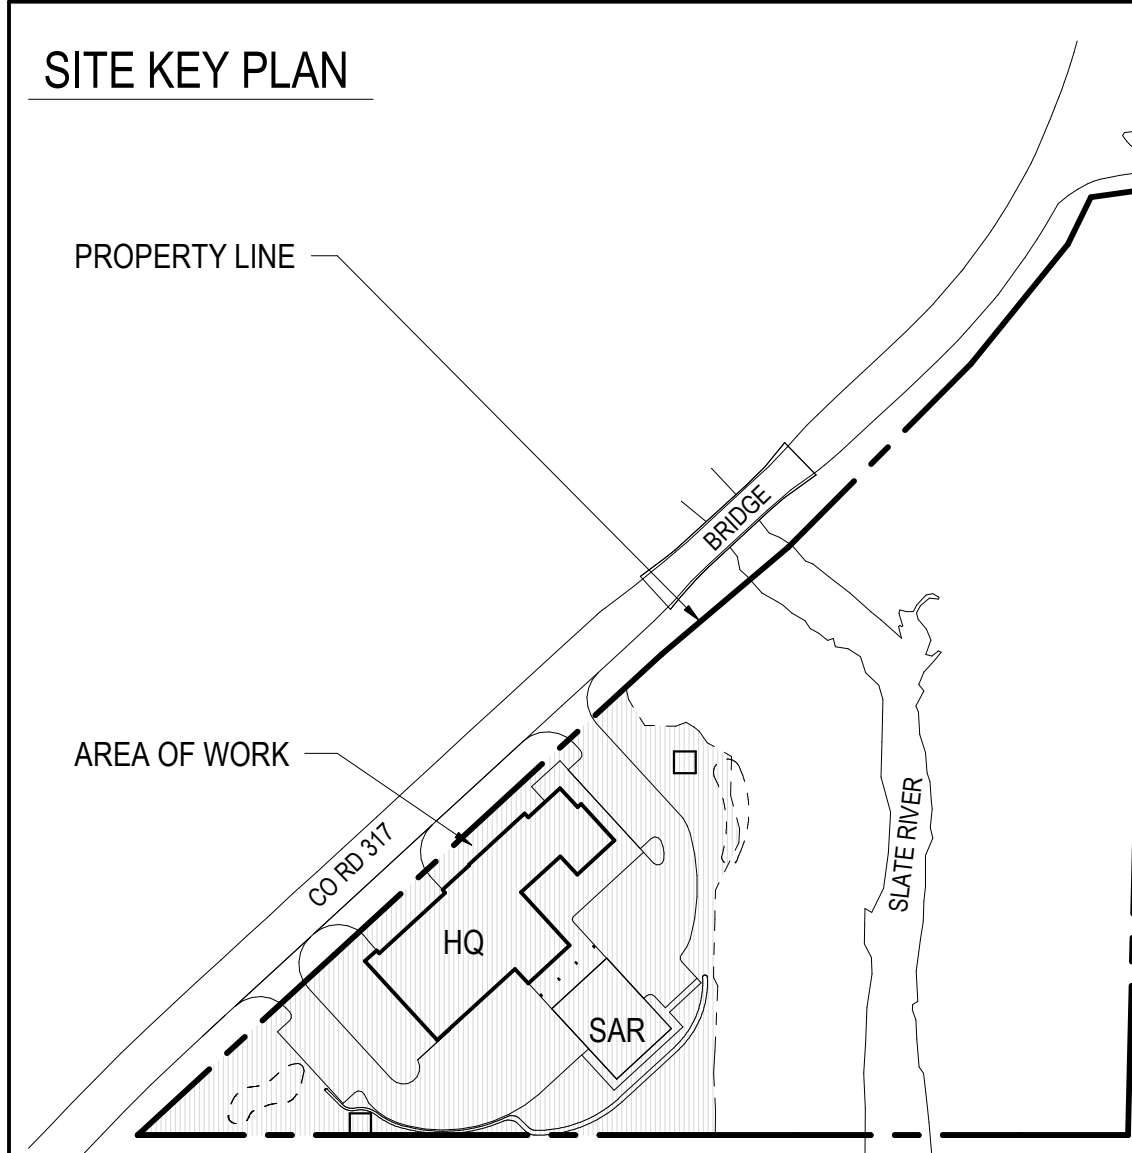 SITE KEY PLAN
PROPERTY LINE
BRIDGE
AREA OF WORK
CO RD 317
SLATE RIVER
HQ
SAR